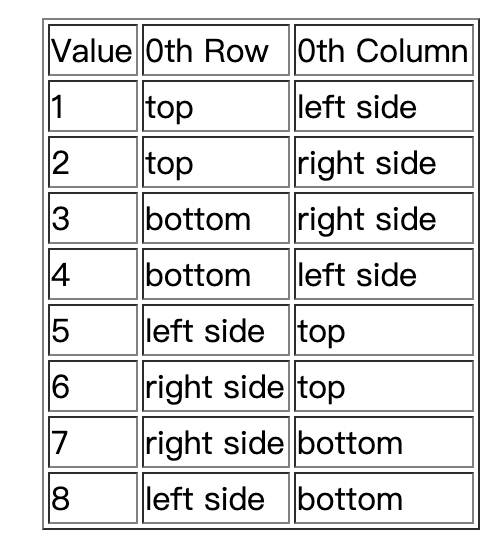 Value 0th Row 0th Column
1 top left side
2 top right side
3 bottom right side
4 bottom left side
5 left side top
6 right side top
7 right side bottom
8 left side bottom